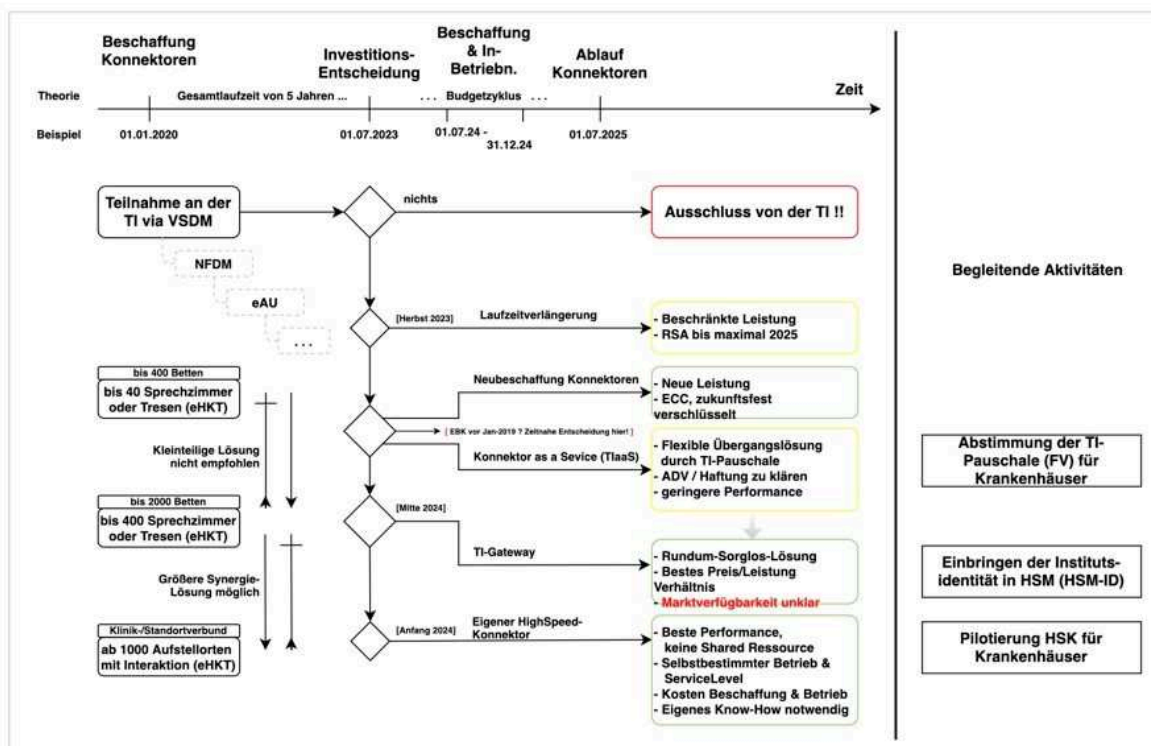 Beschaffung
Konnektoren
Investitions-
Entscheidung
Beschaffung
& In-
Betriebn.
Ablauf
Konnektoren
Zeit
Theorie
Gesamtlaufzeit von 5 Jahren ...
. . . Budgetzyklus . . .
Beispiel
01.01.2020
01.07.2023
01.07.24 -
31.12.24
01.07.2025
Teilnahme an der
TI via VSDM
nichts
Ausschluss von der TI !!
NFDM
eAU
. . .
Begleitende Aktivitäten
[Herbst 2023]
Laufzeitverlängerung
- Beschränkte Leistung
- RSA bis maximal 2025
bis 400 Betten
bis 40 Sprechzimmer
oder Tresen (eHKT)
Neubeschaffung Konnektoren
- Neue Leistung
- ECC, zukunftsfest
verschlüsselt
[ EBK vor Jan-2019 ? Zeitnahe Entscheidung hier! ]
Kleinteilige Lösung
nicht empfohlen
Konnektor as a Sevice (TIaaS)
- Flexible Übergangslösung
durch TI-Pauschale
- ADV / Haftung zu klären
- geringere Performance
Abstimmung der TI-
Pauschale (FV) für
Krankenhäuser
bis 2000 Betten
bis 400 Sprechzimmer
oder Tresen (eHKT)
[Mitte 2024]
TI-Gateway
- Rundum-Sorglos-Lösung
- Bestes Preis/Leistung
Verhältnis
- Marktverfügbarkeit unklar
Einbringen der Instituts-
identität in HSM (HSM-ID)
Größere Synergie-
Lösung möglich
Klinik-/Standortverbund
ab 1000 Aufstellorten
mit Interaktion (eHKT)
[Anfang 2024]
Eigener HighSpeed-
Konnektor
- Beste Performance,
keine Shared Ressource
- Selbstbestimmter Betrieb &
ServiceLevel
- Kosten Beschaffung & Betrieb
- Eigenes Know-How notwendig
Pilotierung HSK für
Krankenhäuser